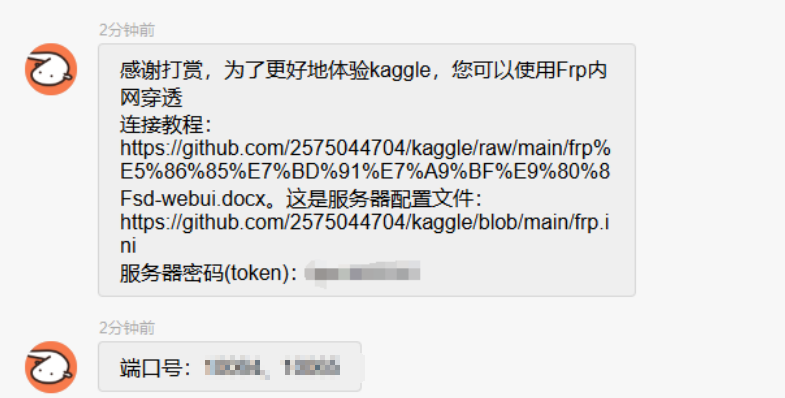 2分钟前
感谢打赏，为了更好地体验kaggle，您可以使用Frp内
网穿透
连接教程：
https://github.com/2575044704/kaggle/raw/main/frp%
E5%86%85%E7%BD%91%E7%A9%BF%E9%80%8
Fsd-webui.docx。这是服务器配置文件：
https://github.com/2575044704/kaggle/blob/main/frp.i
ni
服务器密码(token)：
2分钟前
端口号：